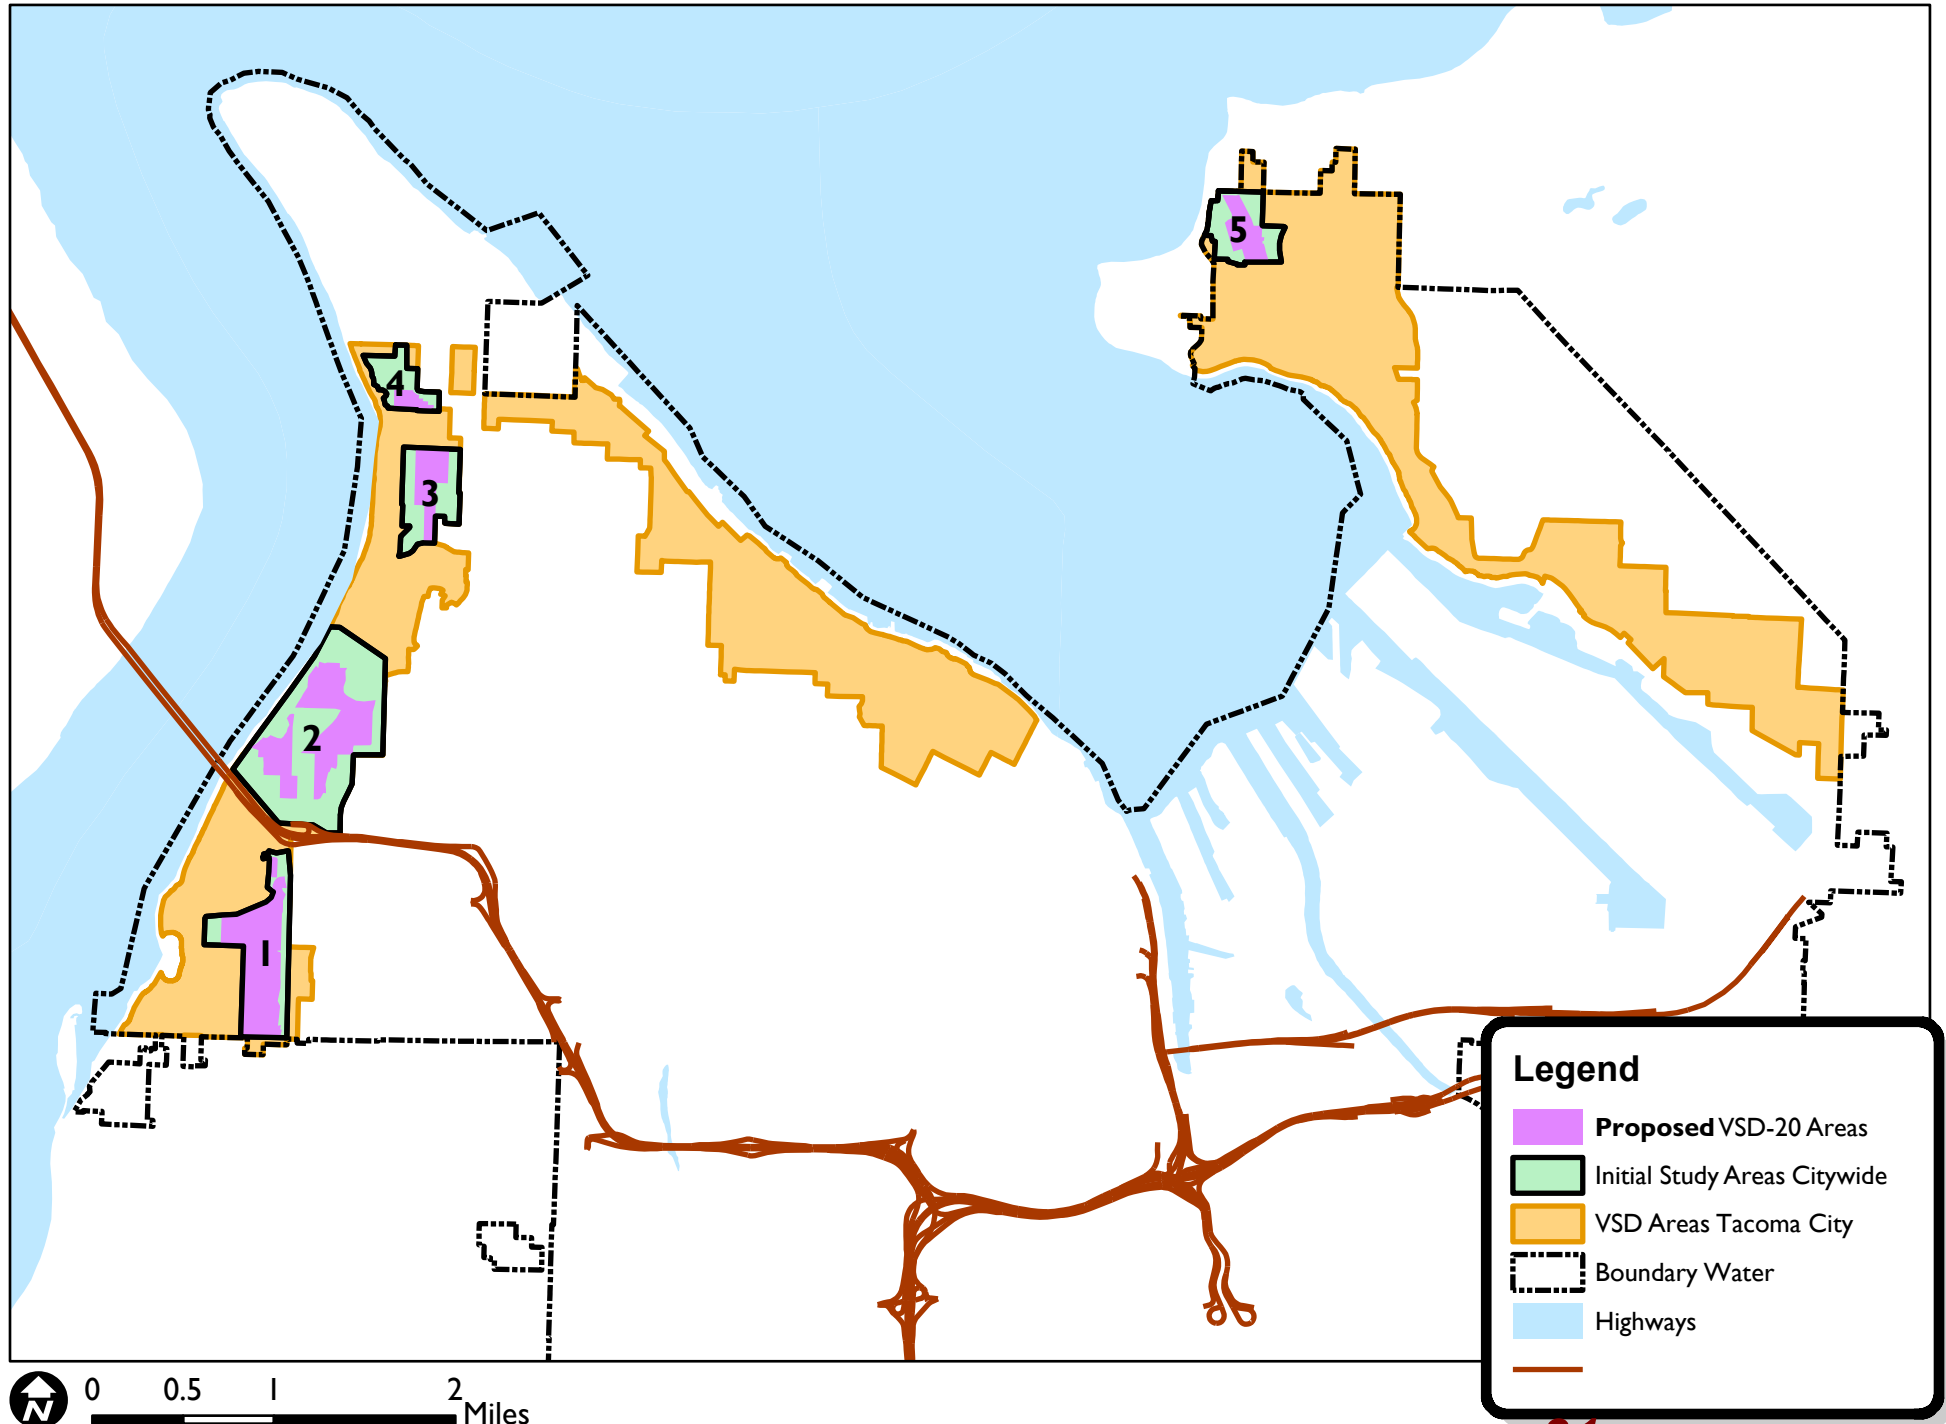 5
4
3
2
1
Legend
Proposed VSD-20 Areas
Initial Study Areas Citywide
VSD Areas Tacoma City
Boundary Water
Highways
N
0 0.5 1 2
Miles